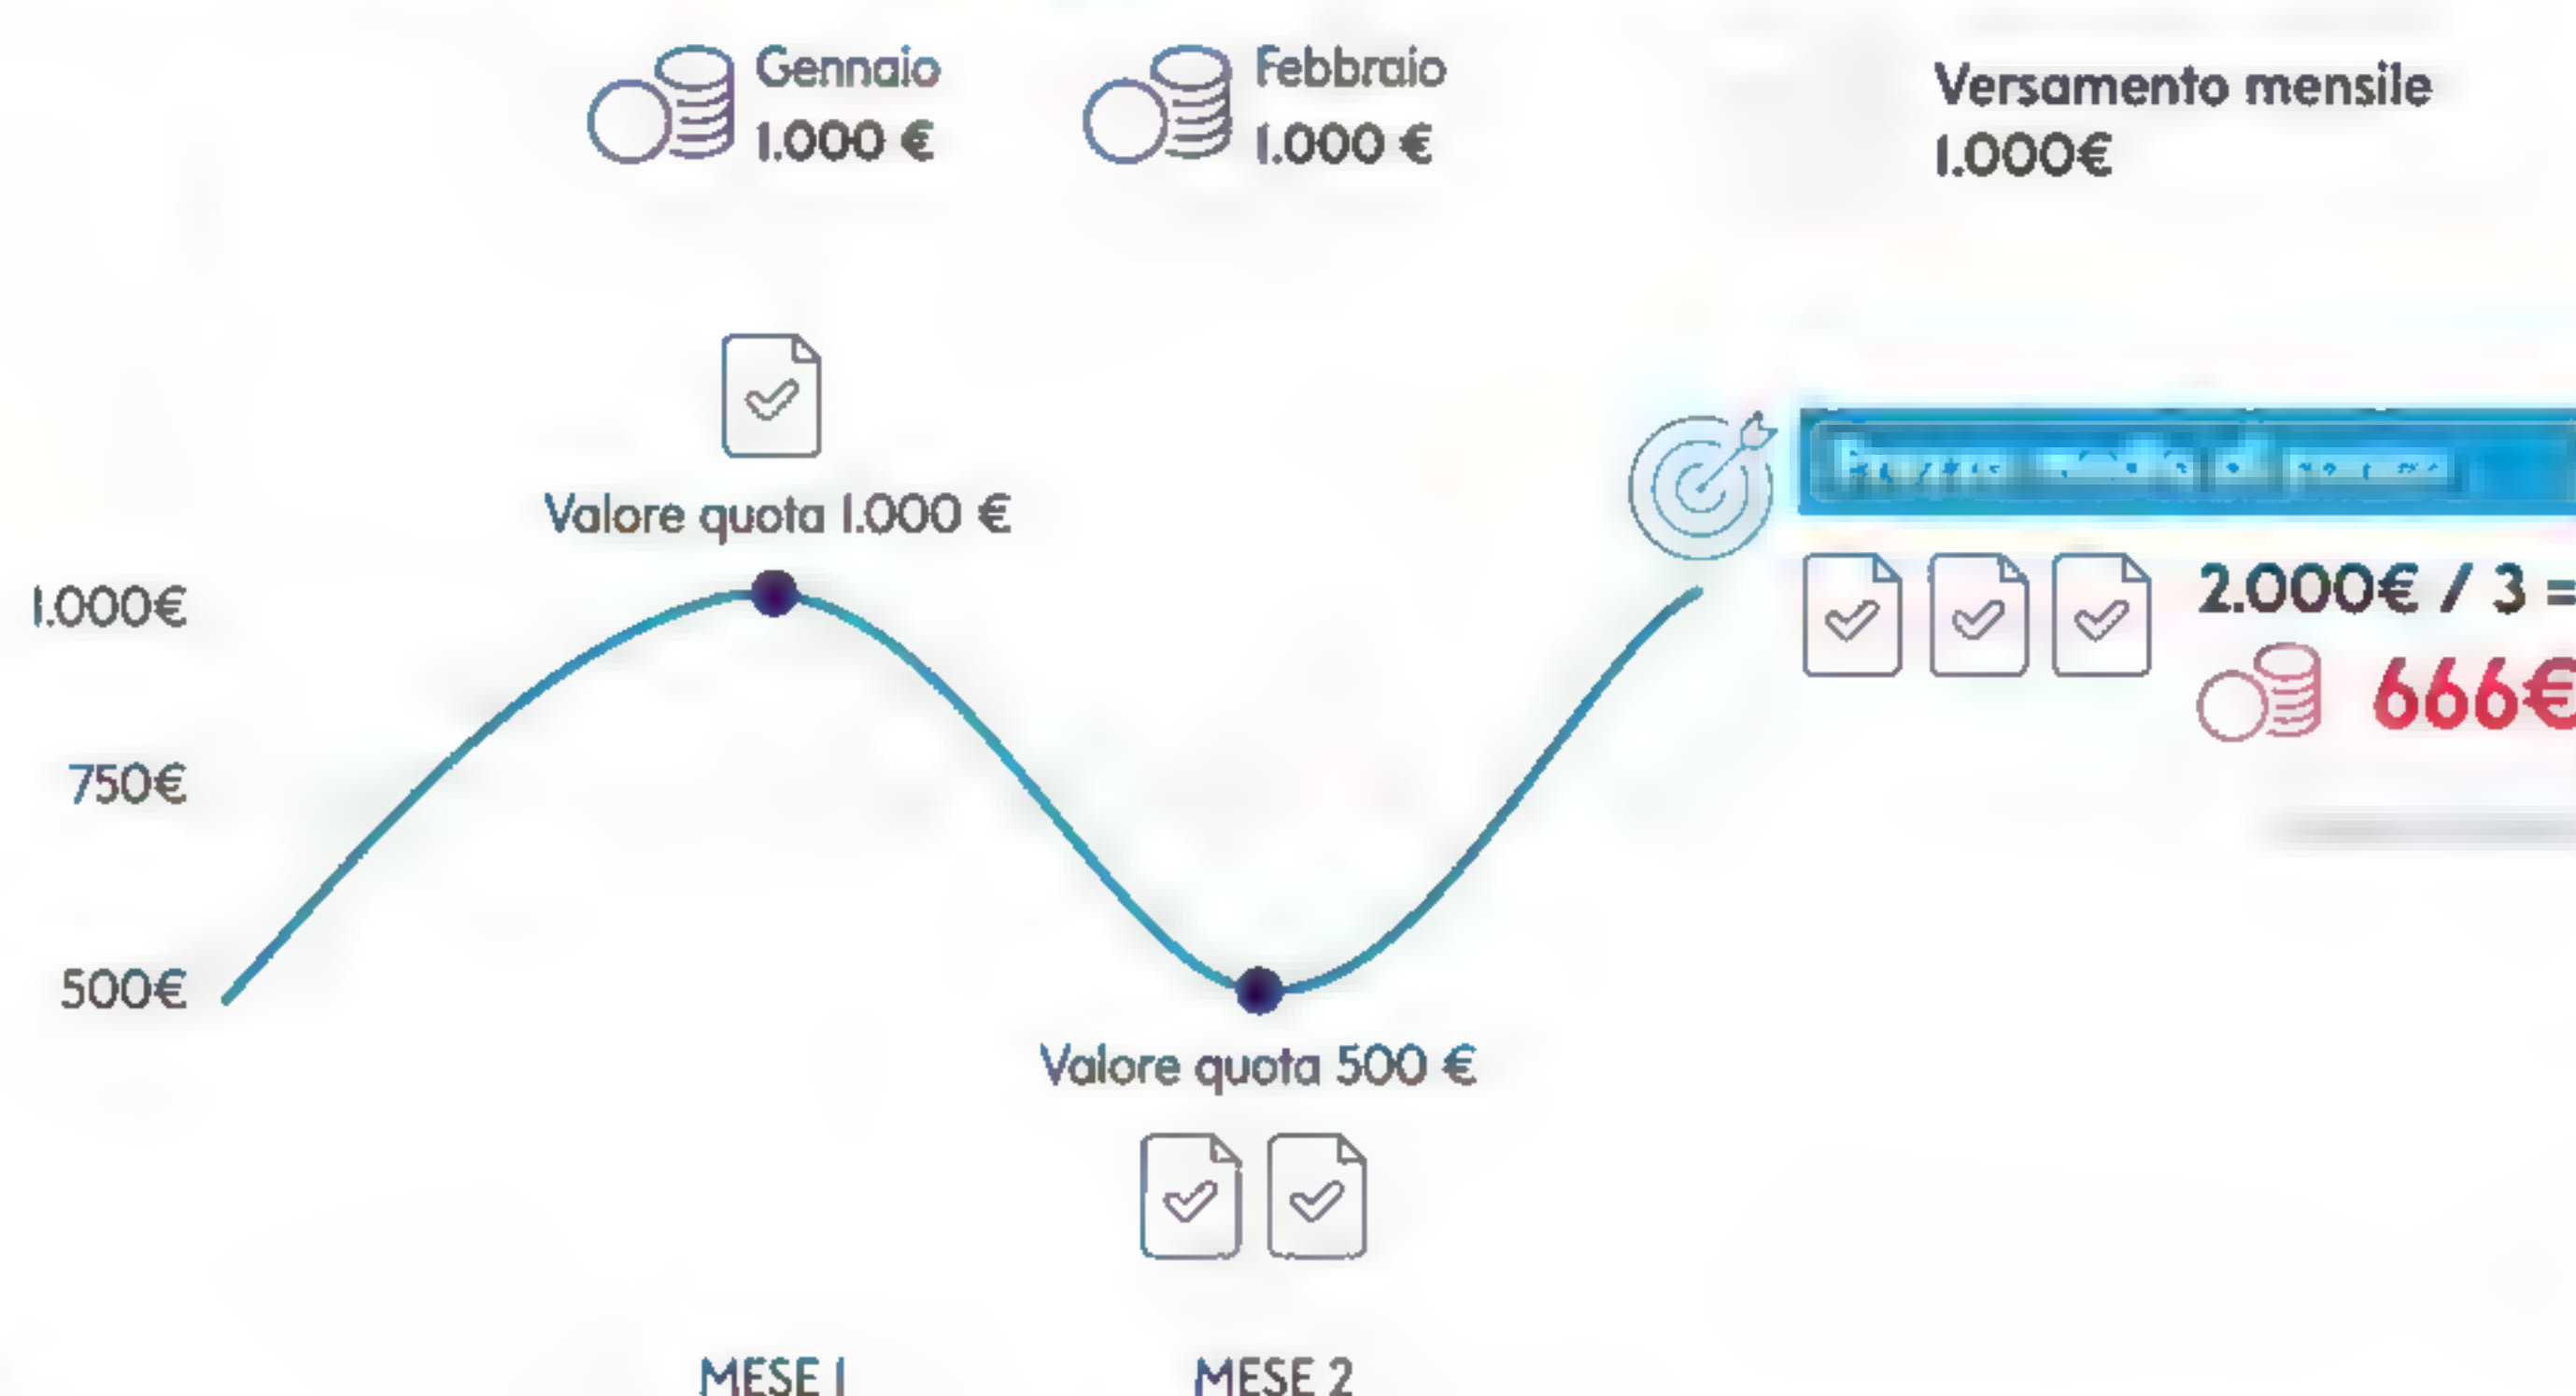 Gennaio
1.000 €
Febbraio
1.000 €
Versamento mensile
1.000€
Valore quota 1.000 €
1.000€
750€
500€
2.000€ / 3 =
666€
Valore quota 500 €
MESE 1
MESE 2